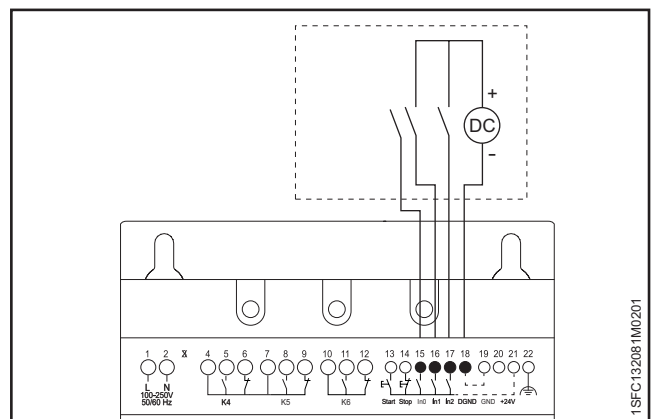 +
DC
-
1SFC132081M0201
1 2 4 5 6 7 8 9 10 11 12 13 14 15 16 17 18 19 20 21 22
L N
100-250V
50/60 Hz
K4 K5 K6 Start Stop In0 In1 In2 DGND GND +24V